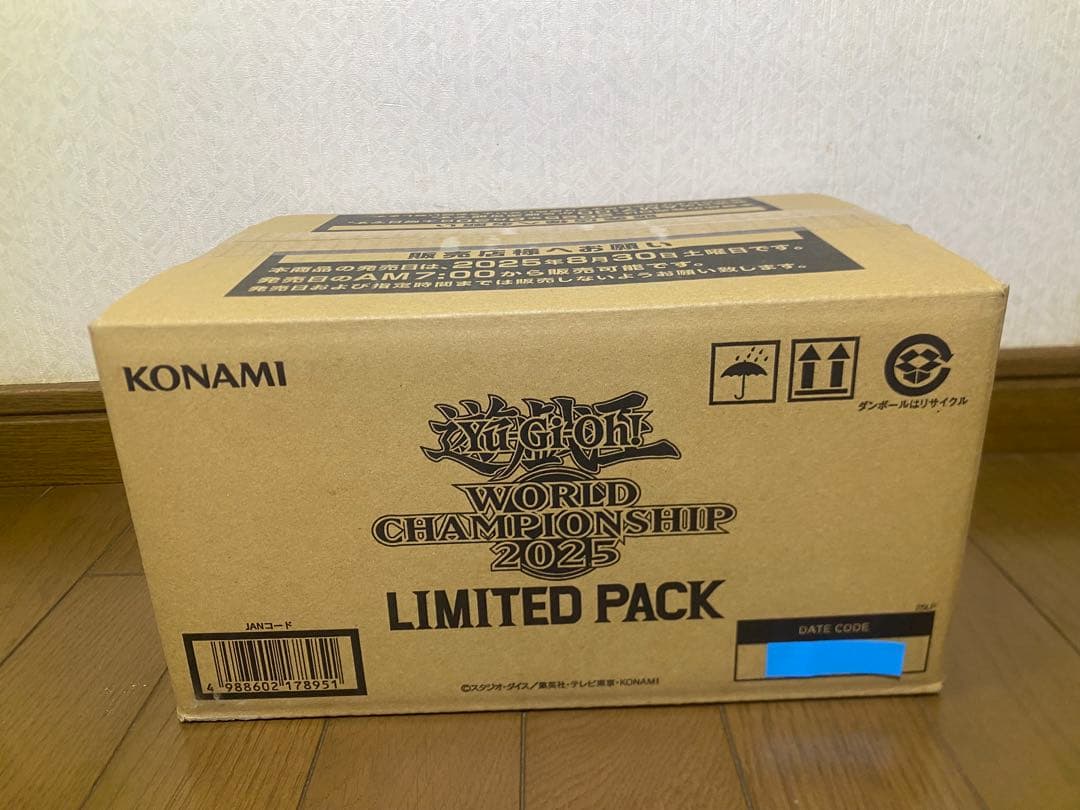 販売店様へお願い
本商品の発売日は、2025年8月30日土曜日です。
発売日のAM7:00から販売可能です。
発売日および指定時間までは販売しないようお願い致します。
KONAMI
ダンボールはリサイクル
遊戯王
Yu-Gi-Oh!
WORLD
CHAMPIONSHIP
2025
LIMITED PACK
JANコード
4 988602 178951
DATE CODE
©スタジオ・ダイス/集英社・テレビ東京・KONAMI